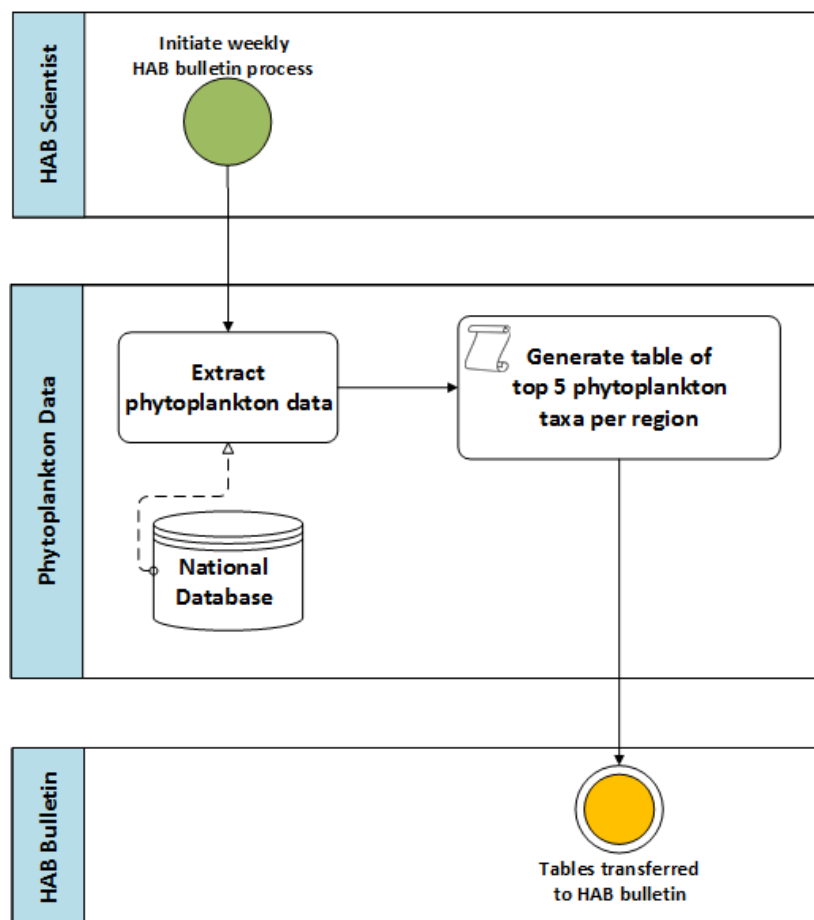 HAB Scientist
Initiate weekly
HAB bulletin process
Phytoplankton Data
Extract
phytoplankton data
Generate table of
top 5 phytoplankton
taxa per region
National
Database
HAB Bulletin
Tables transferred
to HAB bulletin